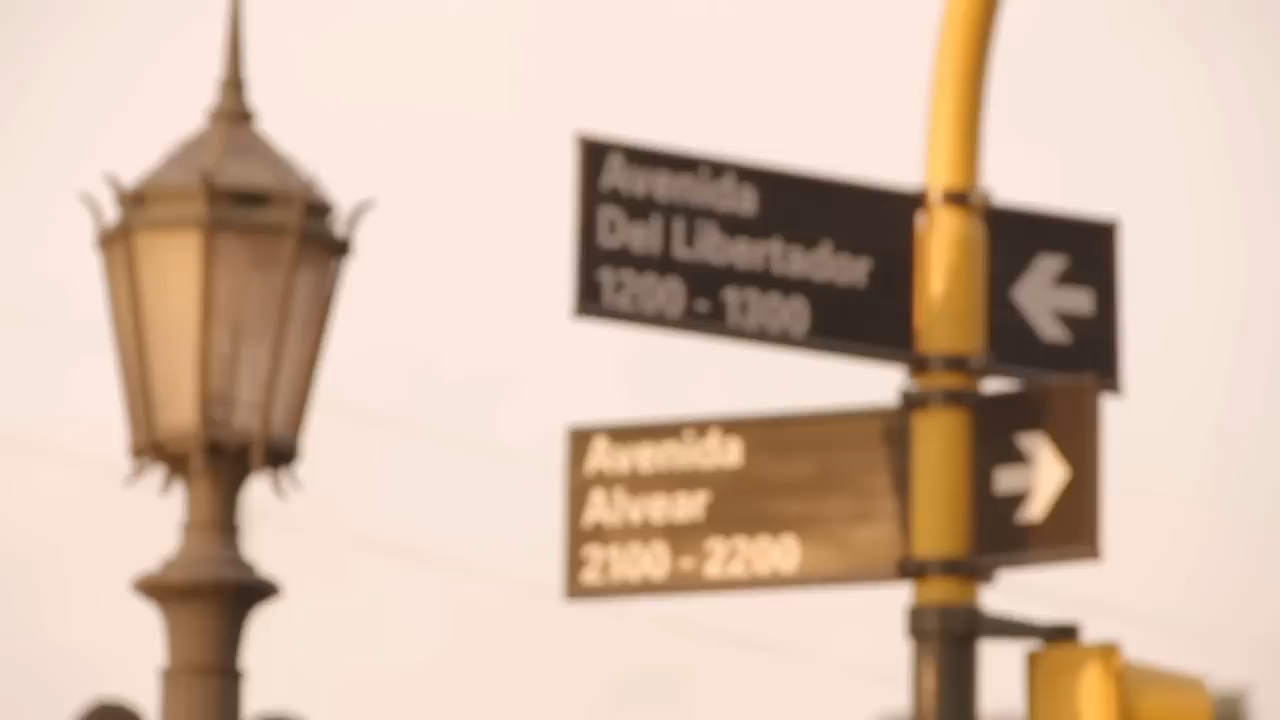 Avenida
Del Libertador
1200 - 1300
Avenida
Alvear
2100 - 2200